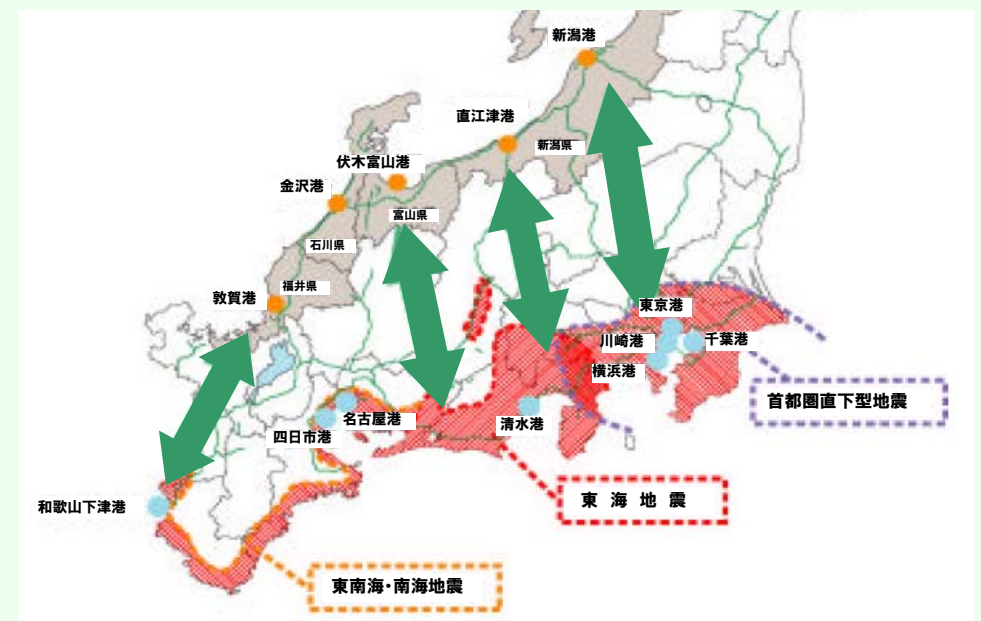 新潟港
直江津港
新潟県
伏木富山港
金沢港
富山県
石川県
敦賀港
福井県
東京港
川崎港
千葉港
横浜港
首都圏直下型地震
名古屋港
清水港
四日市港
東海地震
和歌山下津港
東南海・南海地震